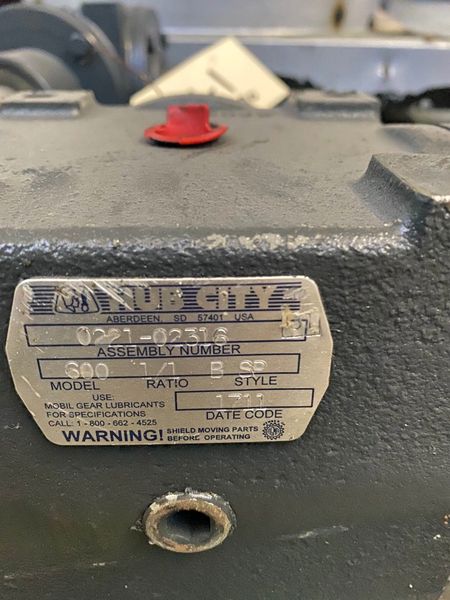 HUB CITY
ABERDEEN, SD 57401 USA
0221-02316
ASSEMBLY NUMBER
600 1/1 B SP
MODEL RATIO STYLE
USE:
MOBIL GEAR LUBRICANTS
FOR SPECIFICATIONS
CALL: 1-800-662-4525
1711
DATE CODE
WARNING! SHIELD MOVING PARTS
BEFORE OPERATING